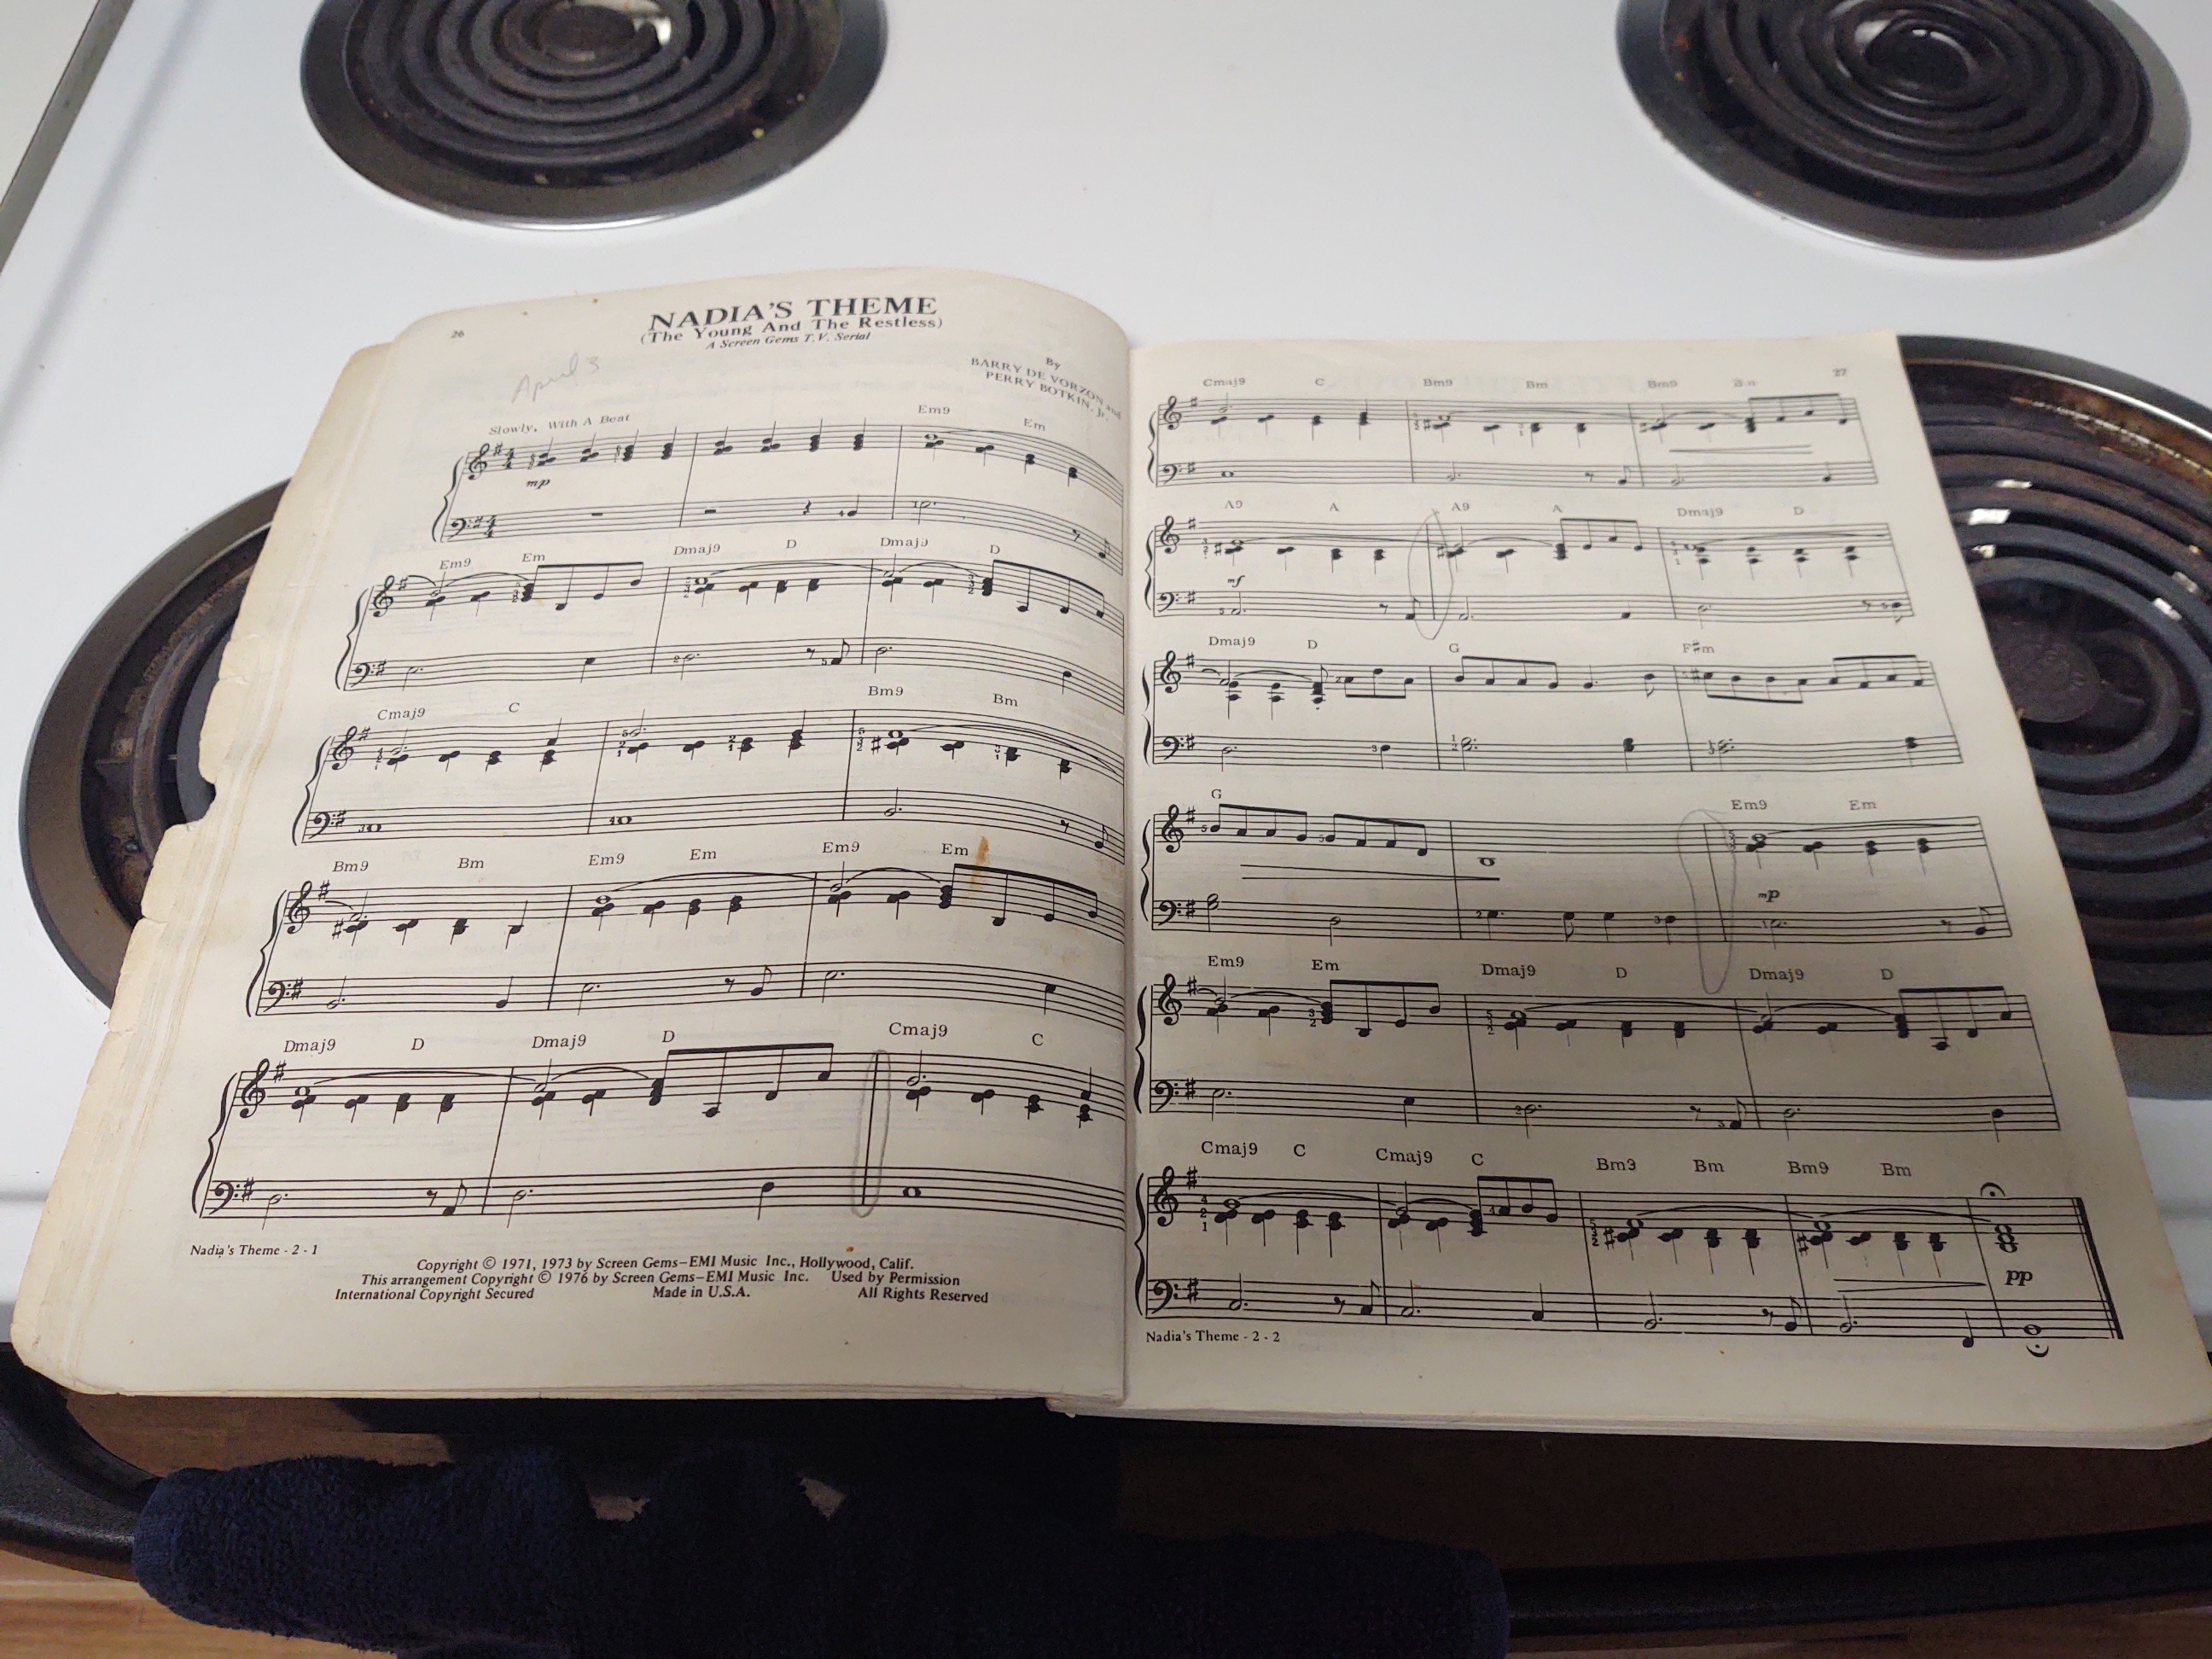 26
NADIA'S THEME
(The Young And The Restless)
A Screen Gems T.V. Serial
April 3
By
BARRY DE VORZON and
PERRY BOTKIN, Jr.
Slowly, With A Beat
Em9 Em
mp
Em9 Em Dmaj9 D Dmaj9 D
Cmaj9 C Bm9 Bm
Bm9 Bm Em9 Em Em9 Em
Dmaj9 D Dmaj9 D Cmaj9 C
Nadia's Theme - 2 - 1
Copyright © 1971, 1973 by Screen Gems–EMI Music Inc., Hollywood, Calif.
This arrangement Copyright © 1976 by Screen Gems–EMI Music Inc. Used by Permission
International Copyright Secured Made in U.S.A. All Rights Reserved
27
Cmaj9 C Bm9 Bm Bm9 Bm
A9 A A9 A Dmaj9 D
mf
Dmaj9 D G F#m
G Em9 Em
mp
Em9 Em Dmaj9 D Dmaj9 D
Cmaj9 C Cmaj9 C Bm9 Bm Bm9 Bm
pp
Nadia's Theme - 2 - 2